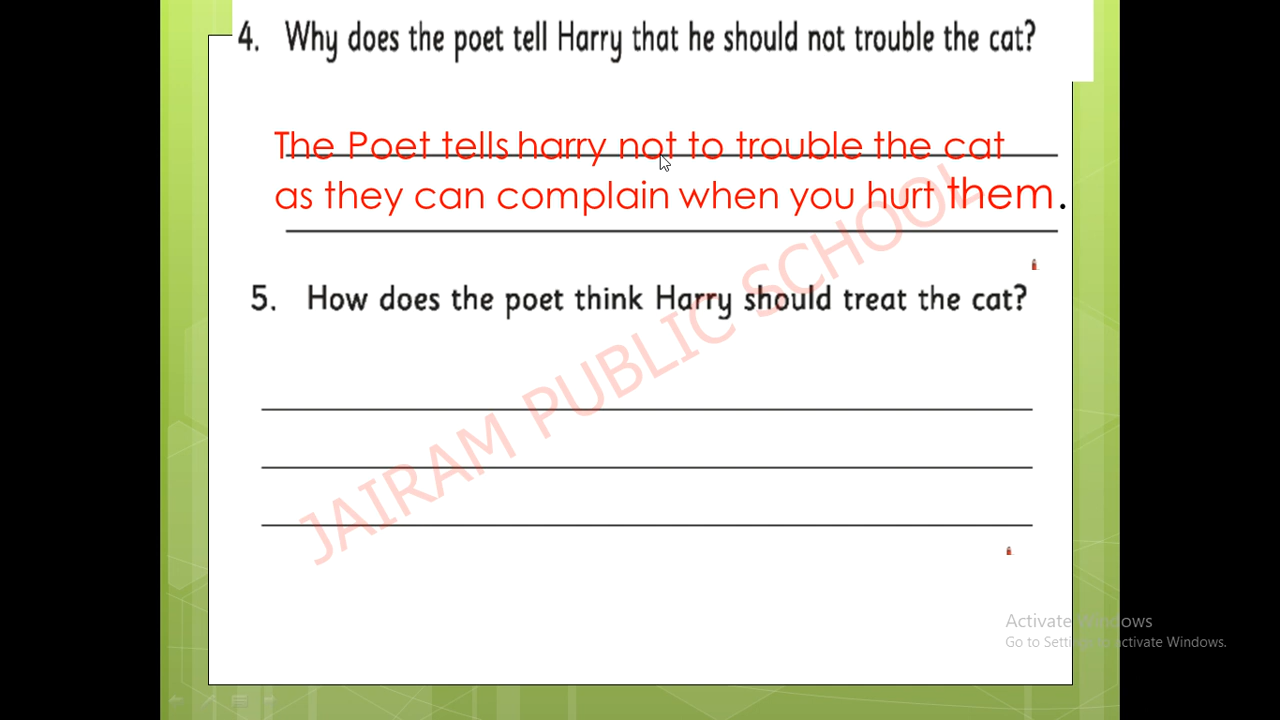 4. Why does the poet tell Harry that he should not trouble the cat?
The Poet tells harry not to trouble the cat
as they can complain when you hurt them.
5. How does the poet think Harry should treat the cat?
JAIRAM PUBLIC SCHOOL
Activate Windows
Go to Settings to activate Windows.